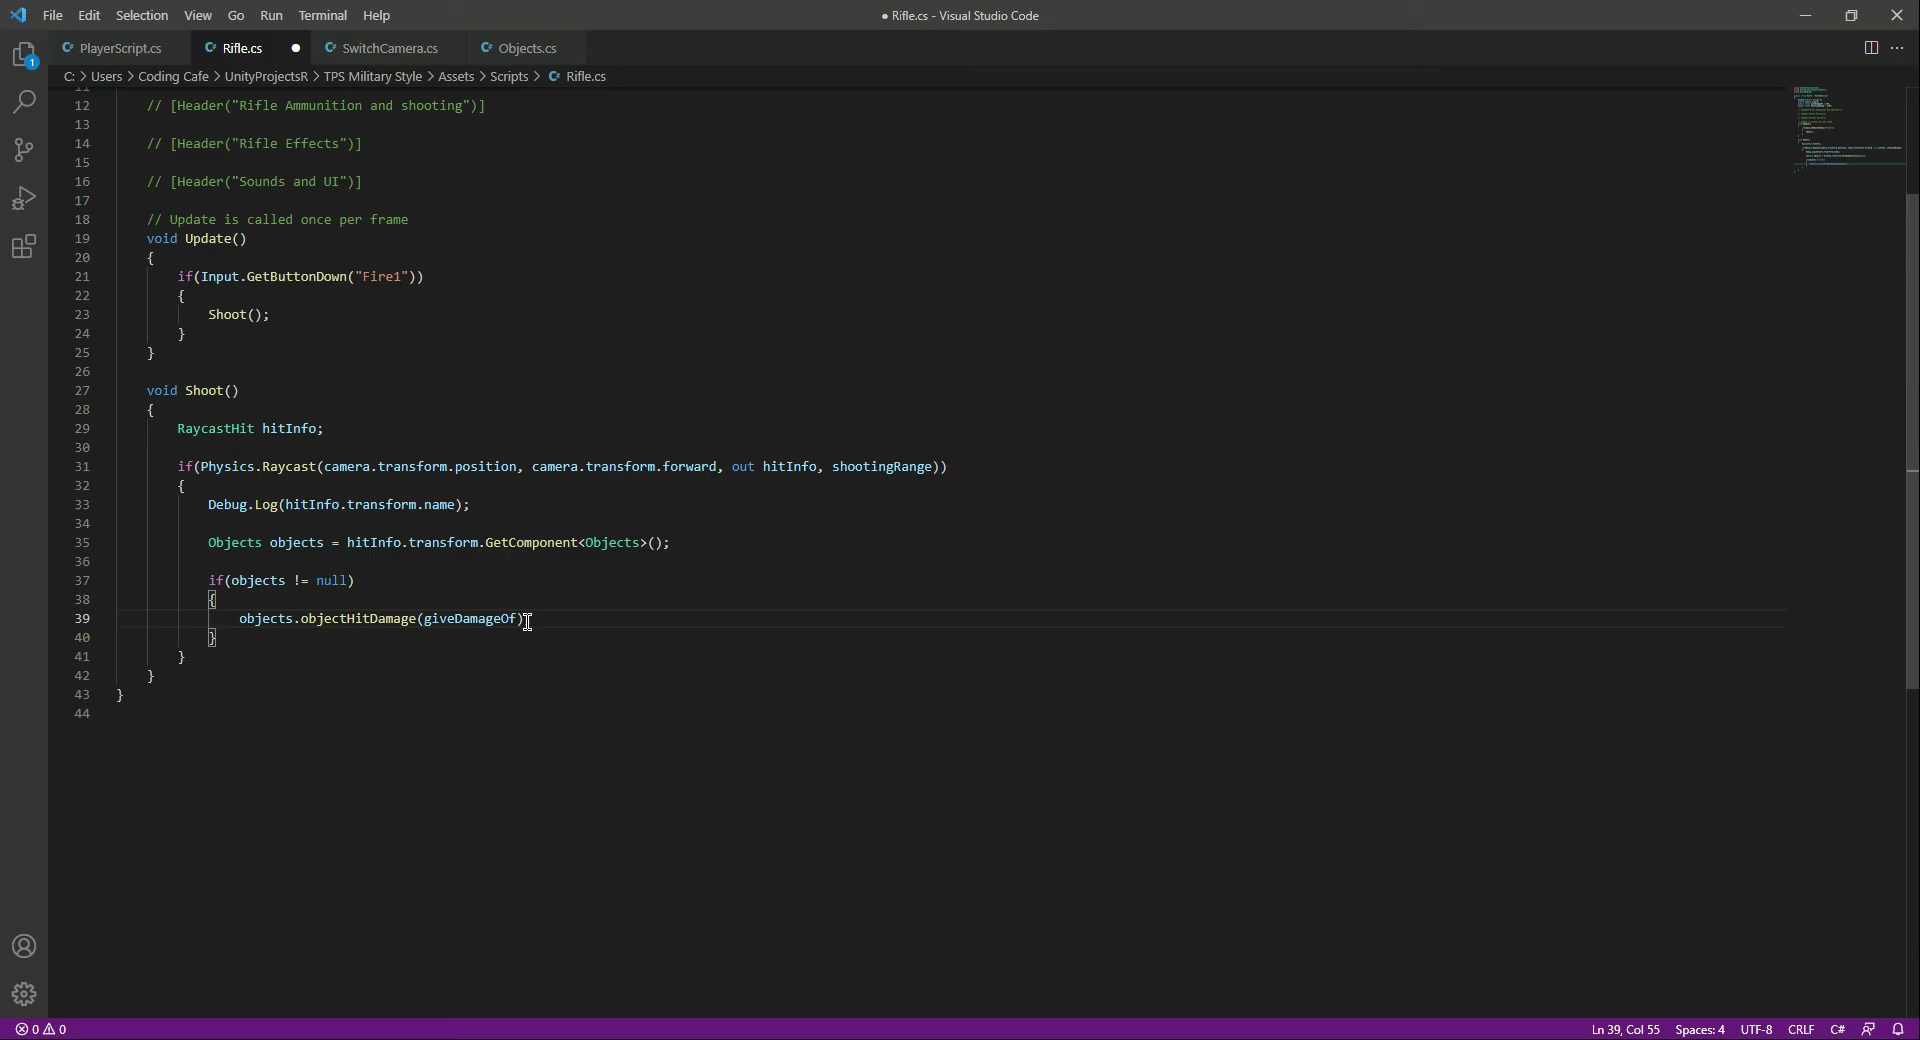 File Edit Selection View Go Run Terminal Help
● Rifle.cs - Visual Studio Code
PlayerScript.cs Rifle.cs ● SwitchCamera.cs Objects.cs
C: > Users > Coding Cafe > UnityProjectsR > TPS Military Style > Assets > Scripts > Rifle.cs
1
11
12 // [Header("Rifle Ammunition and shooting")]
13
14 // [Header("Rifle Effects")]
15
16 // [Header("Sounds and UI")]
17
18 // Update is called once per frame
19 void Update()
20 {
21 if(Input.GetButtonDown("Fire1"))
22 {
23 Shoot();
24 }
25 }
26
27 void Shoot()
28 {
29 RaycastHit hitInfo;
30
31 if(Physics.Raycast(camera.transform.position, camera.transform.forward, out hitInfo, shootingRange))
32 {
33 Debug.Log(hitInfo.transform.name);
34
35 Objects objects = hitInfo.transform.GetComponent<Objects>();
36
37 if(objects != null)
38 {
39 objects.objectHitDamage(giveDamageOf)
40 }
41 }
42 }
43 }
44
0 0
Ln 39, Col 55 Spaces: 4 UTF-8 CRLF C#